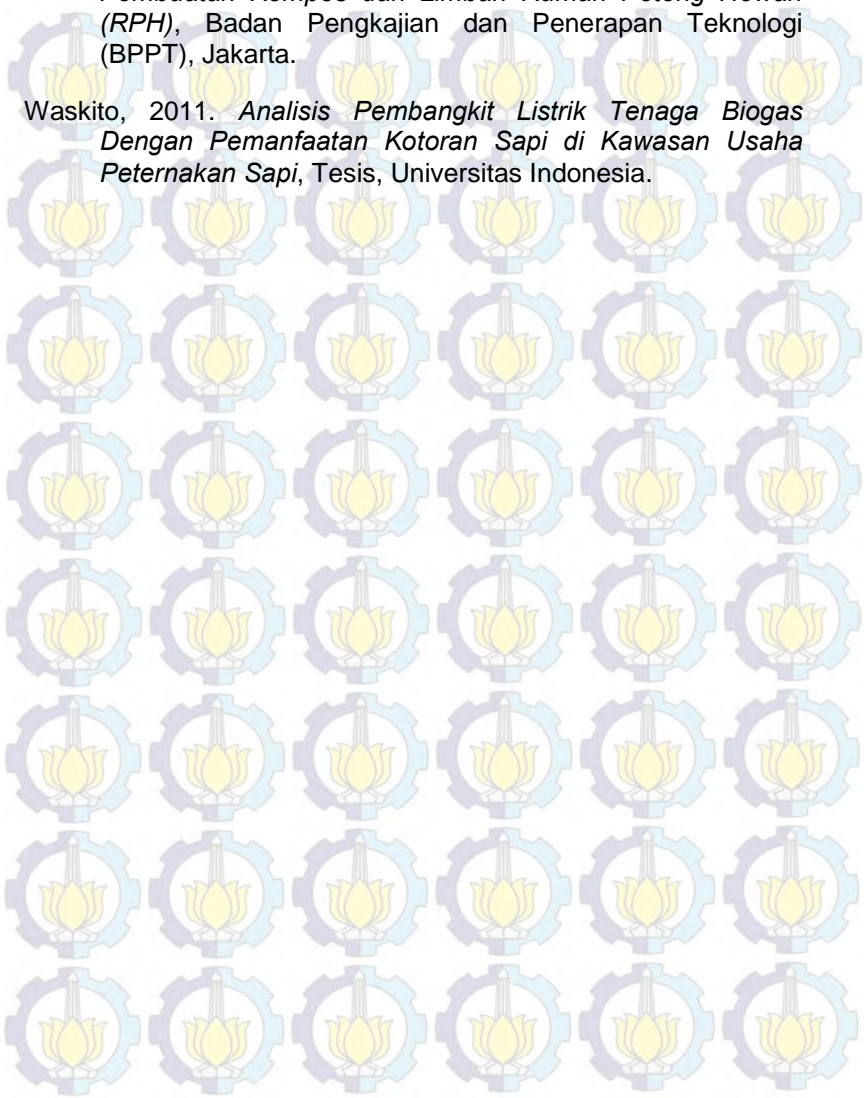 (RPH), Badan Pengkajian dan Penerapan Teknologi
(BPPT), Jakarta.
Waskito, 2011. Analisis Pembangkit Listrik Tenaga Biogas
Dengan Pemanfaatan Kotoran Sapi di Kawasan Usaha
Peternakan Sapi, Tesis, Universitas Indonesia.